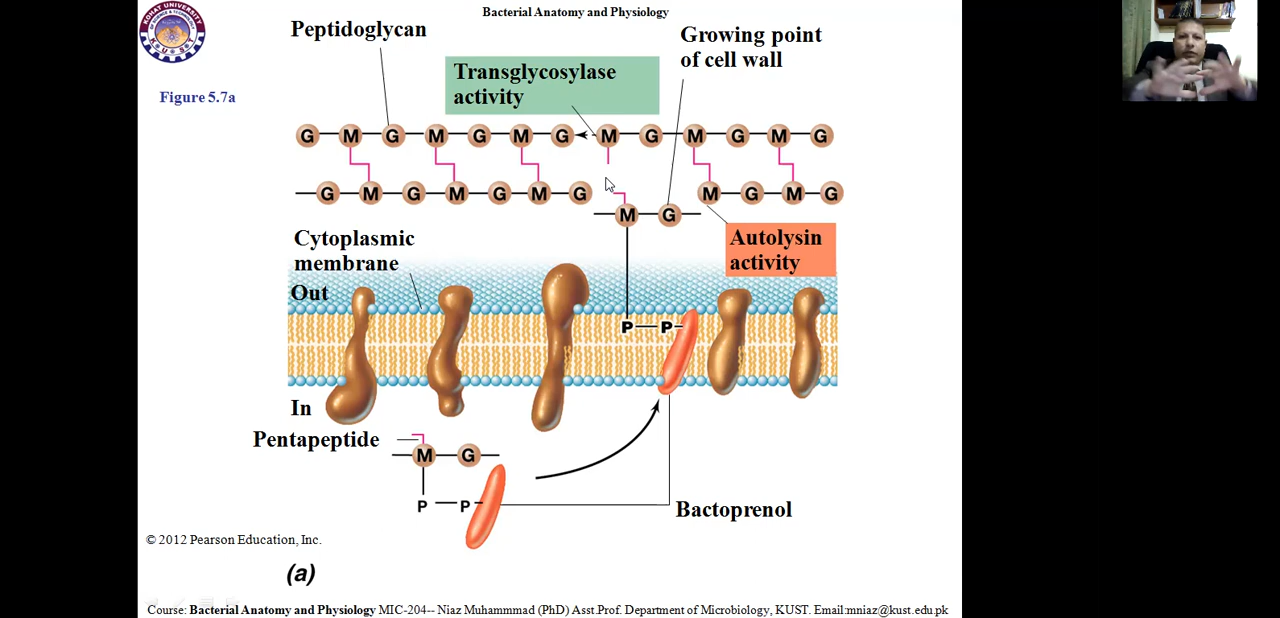 Bacterial Anatomy and Physiology
KOHAT UNIVERSITY
K U S T
Figure 5.7a
Peptidoglycan
Transglycosylase
activity
Growing point
of cell wall
G M G M G M G M G M G M G
G M G M G M G M G M G
M G
Autolysin
activity
Cytoplasmic
membrane
Out
P P
In
Pentapeptide
M G
P P
Bactoprenol
© 2012 Pearson Education, Inc.
(a)
Course: Bacterial Anatomy and Physiology MIC-204-- Niaz Muhammmad (PhD) Asst.Prof. Department of Microbiology, KUST. Email:mniaz@kust.edu.pk